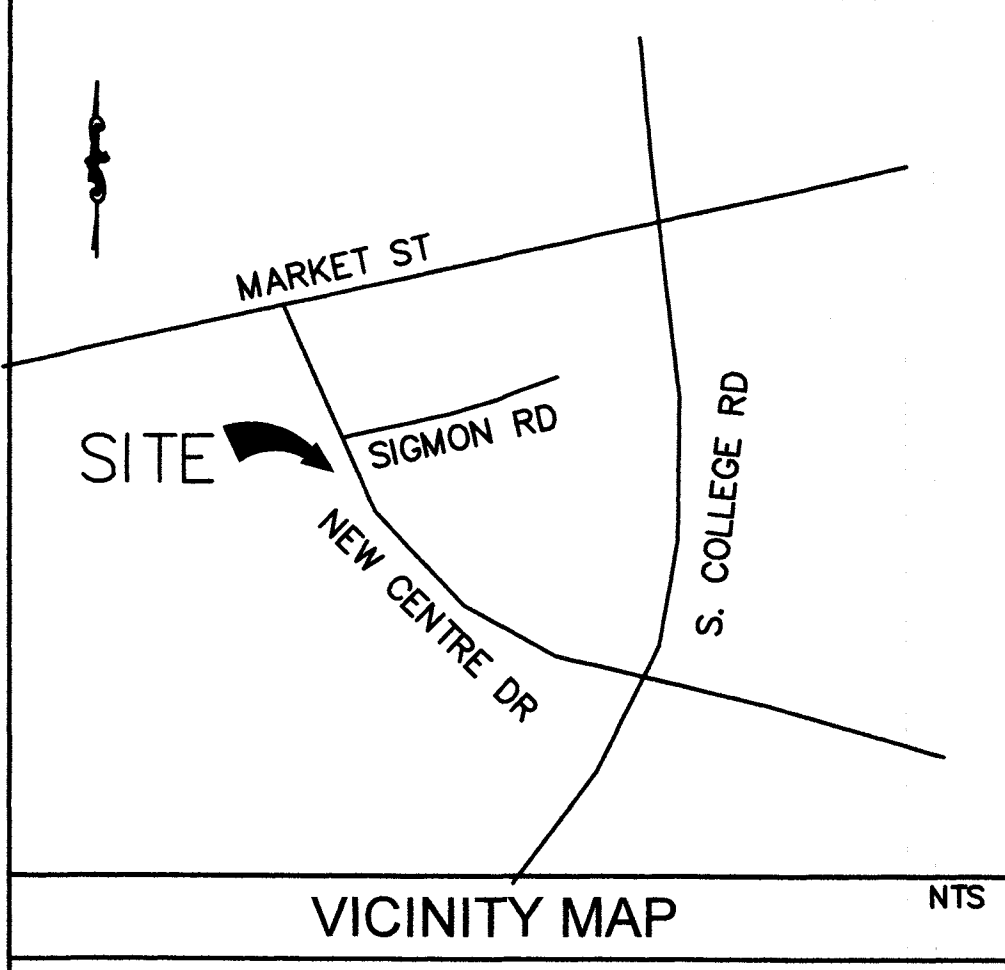 MARKET ST
SITE
SIGMON RD
S. COLLEGE RD
NEW CENTRE DR
NTS
VICINITY MAP